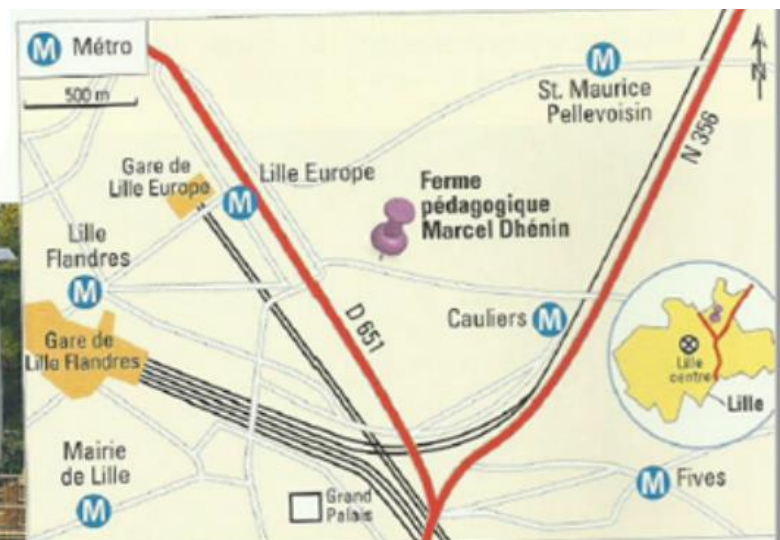 M Métro
500 m
N
M
St. Maurice
Pellevoisin
N 356
Gare de
Lille Europe
M
Lille Europe
Ferme
pédagogique
Marcel Dhénin
Lille
Flandres
M
D 651
Cauliers M
Gare de
Lille Flandres
Lille
centre
Lille
Mairie
de Lille
M
Grand
Palais
M Fives